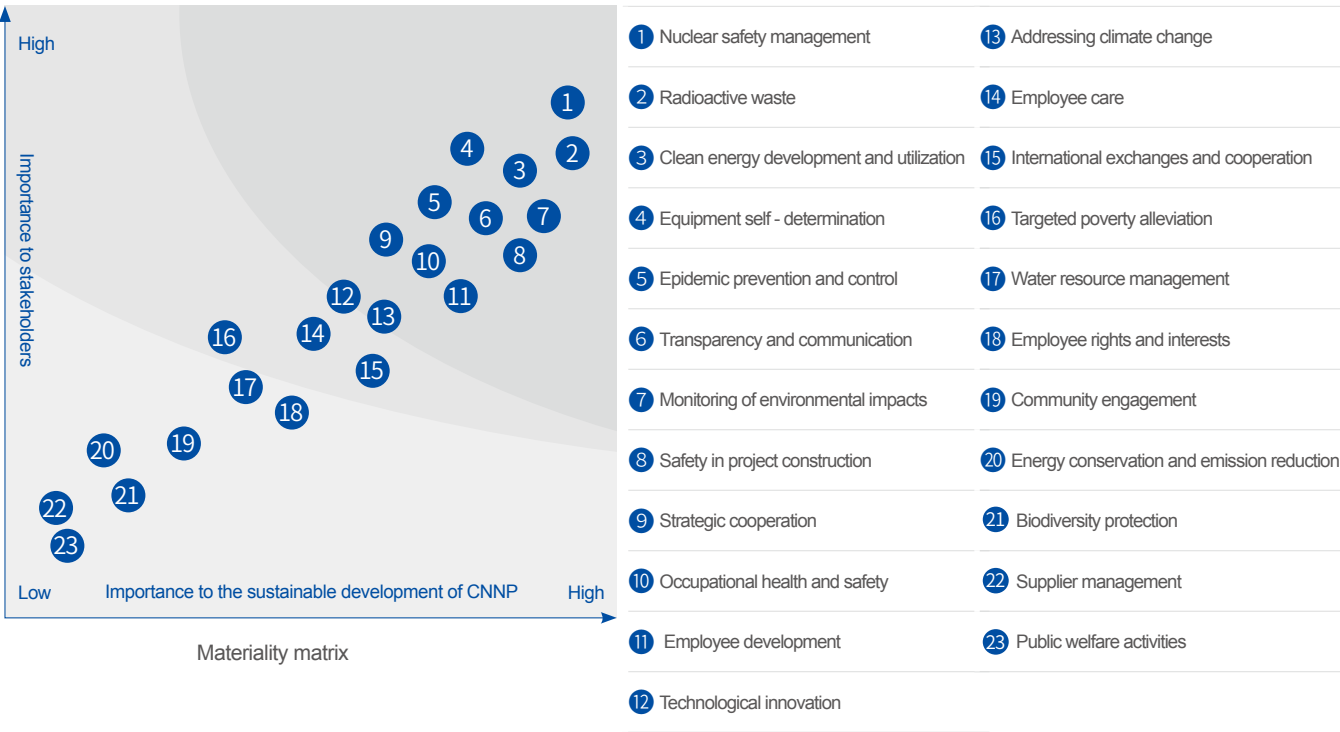 High
Importance to stakeholders
1
2
4
3
5
6
7
9
8
10
11
12
13
14
16
15
17
18
19
20
21
22
23
Low
Importance to the sustainable development of CNNP
High
Materiality matrix
1 Nuclear safety management
2 Radioactive waste
3 Clean energy development and utilization
4 Equipment self - determination
5 Epidemic prevention and control
6 Transparency and communication
7 Monitoring of environmental impacts
8 Safety in project construction
9 Strategic cooperation
10 Occupational health and safety
11 Employee development
12 Technological innovation
13 Addressing climate change
14 Employee care
15 International exchanges and cooperation
16 Targeted poverty alleviation
17 Water resource management
18 Employee rights and interests
19 Community engagement
20 Energy conservation and emission reduction
21 Biodiversity protection
22 Supplier management
23 Public welfare activities